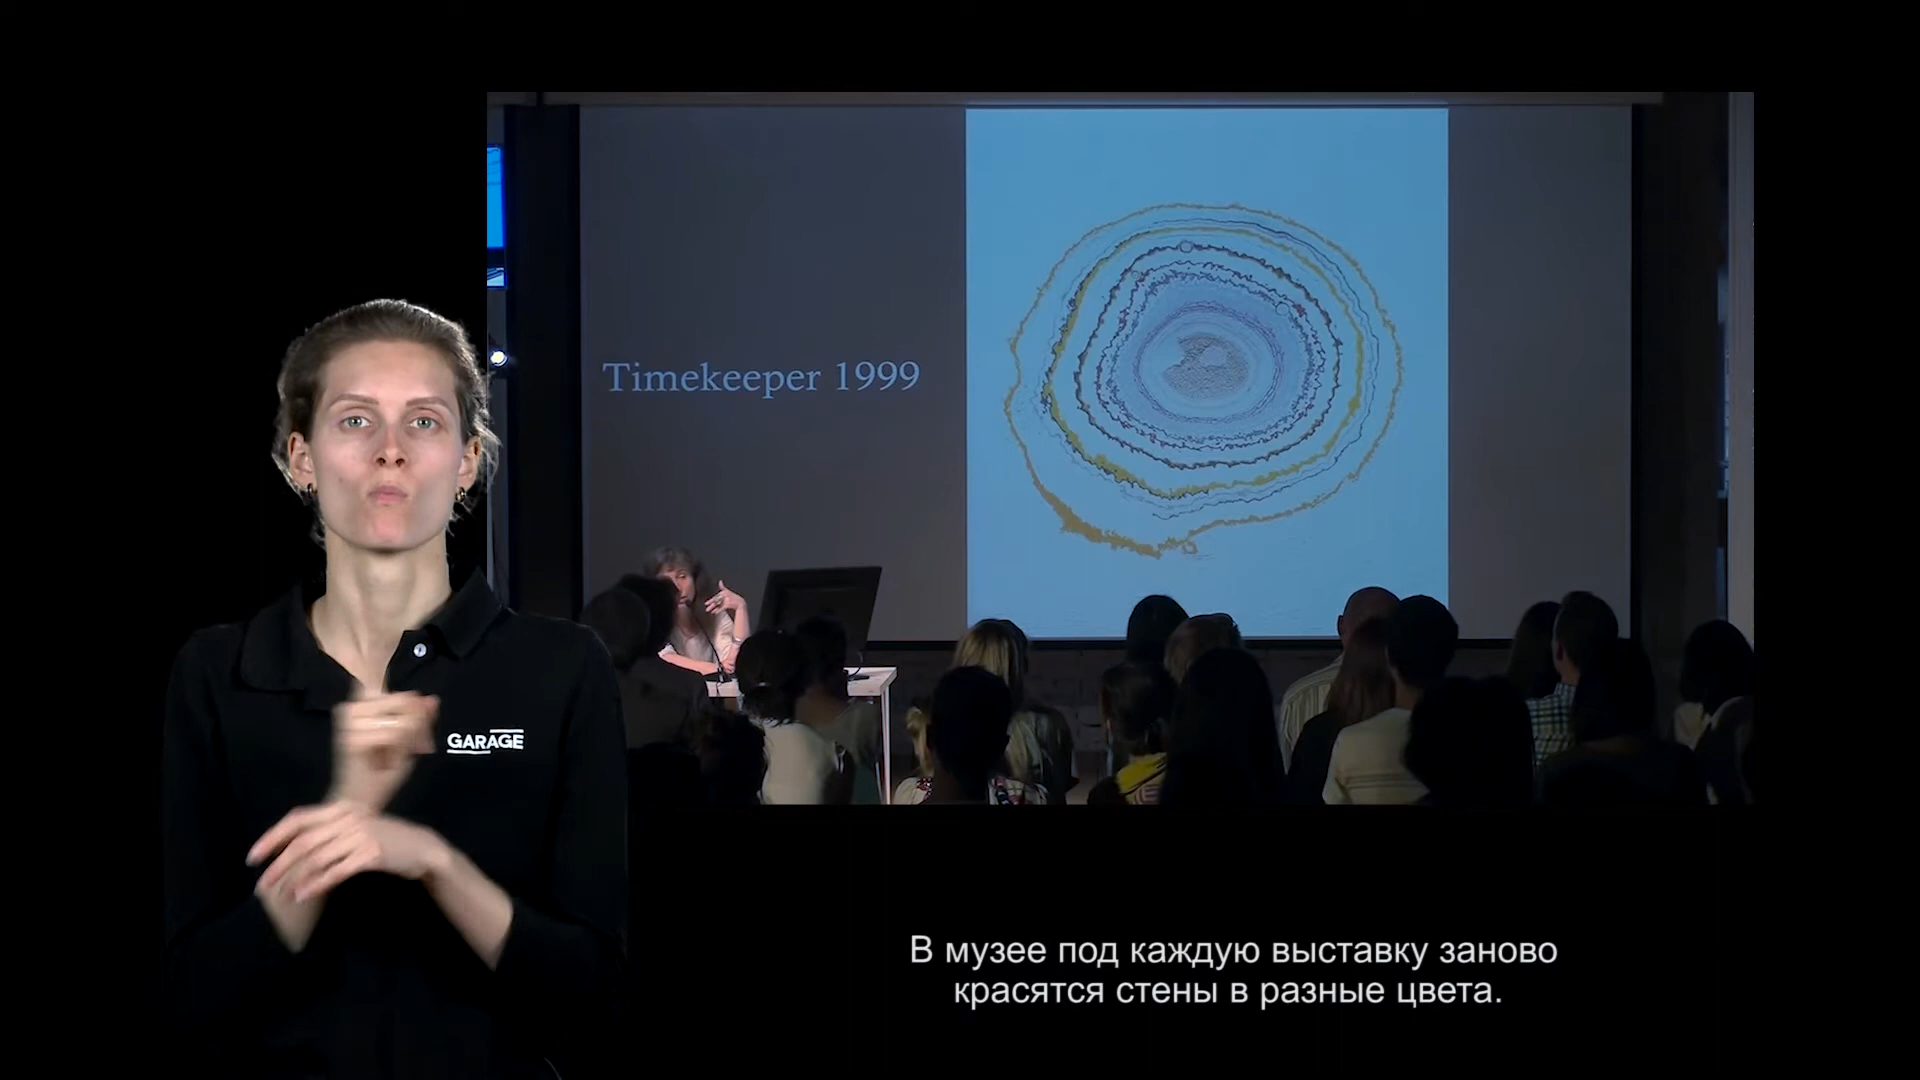 Timekeeper 1999
GARAGE
В музее под каждую выставку заново
красятся стены в разные цвета.